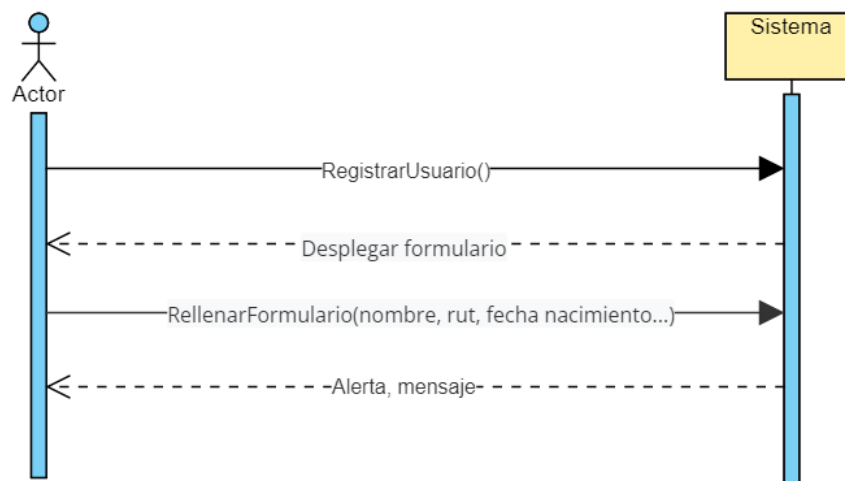 Sistema
Actor
RegistrarUsuario()
Desplegar formulario
RellenarFormulario(nombre, rut, fecha nacimiento...)
Alerta, mensaje